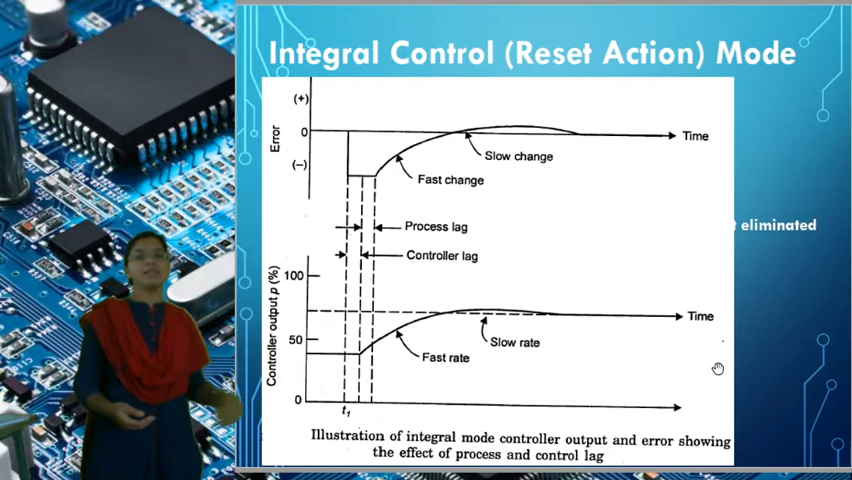 Integral Control (Reset Action) Mode
(+)
0
Error
(–)
Time
Slow change
Fast change
eliminated
Process lag
Controller lag
100
Controller output p (%)
Time
50
Slow rate
Fast rate
0
t1
Illustration of integral mode controller output and error showing
the effect of process and control lag